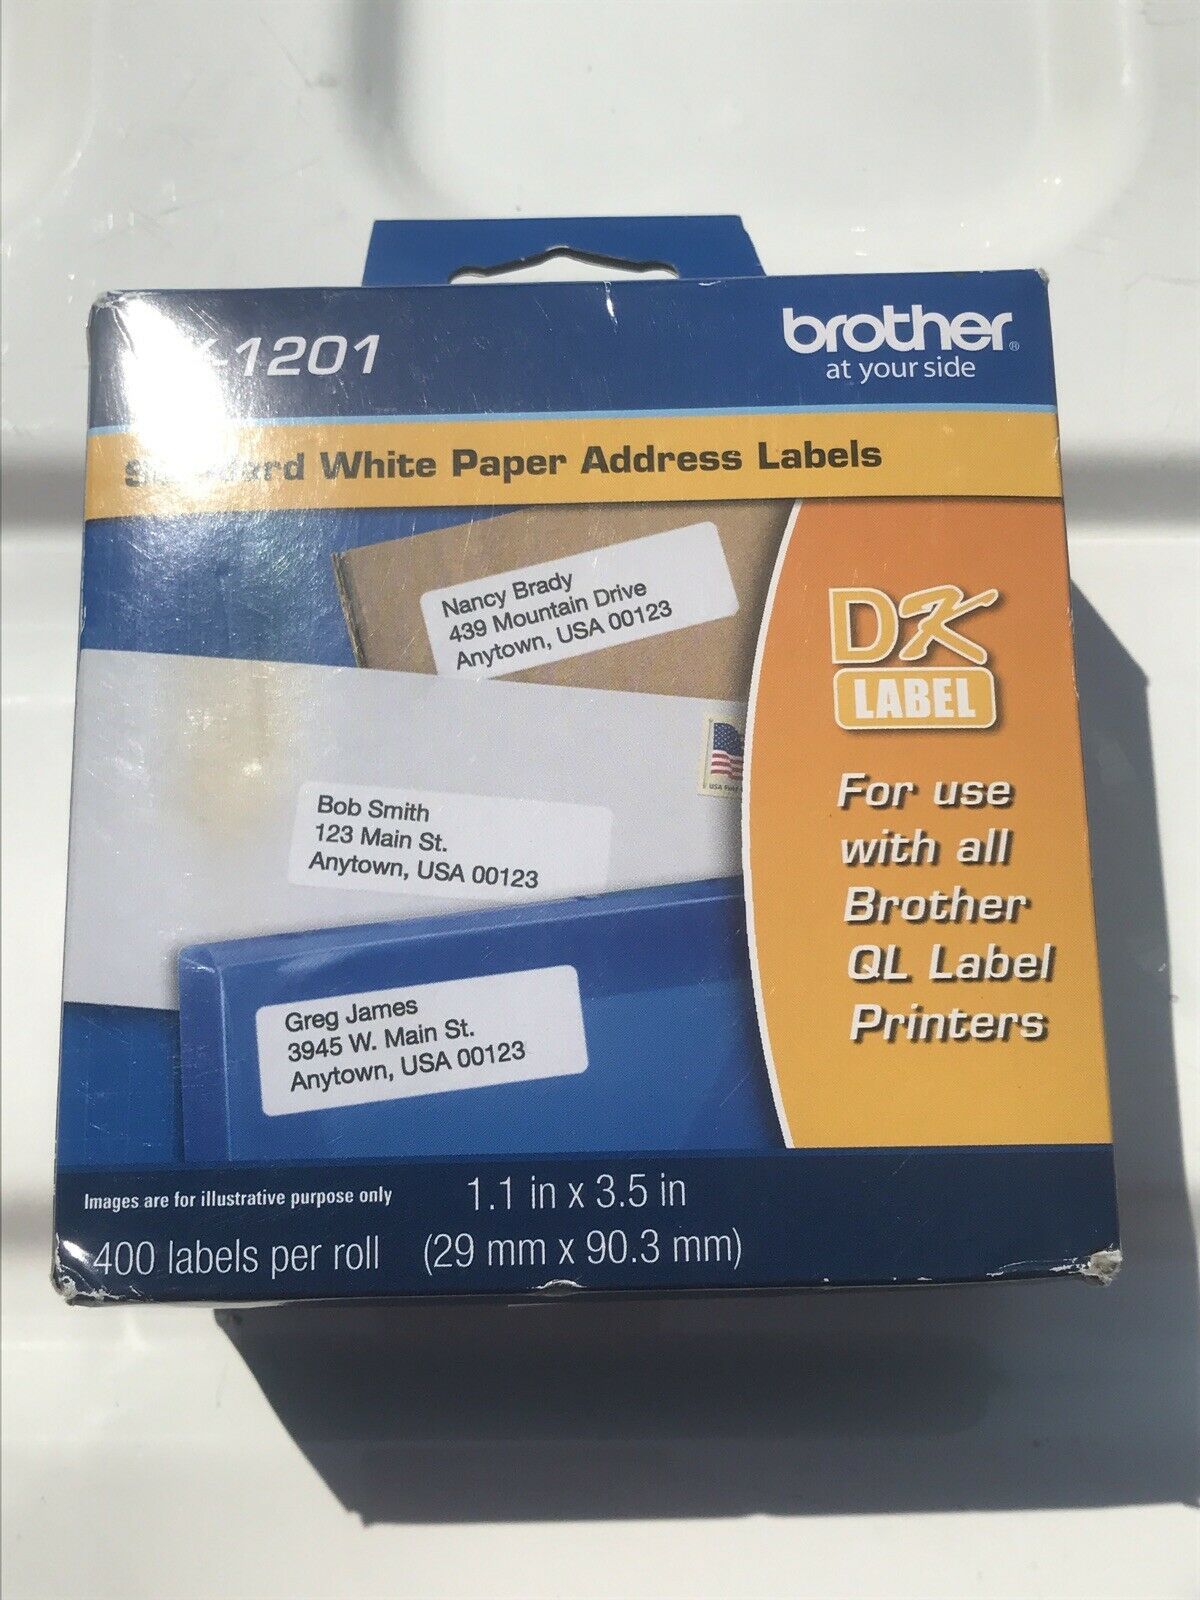 -1201
brother®
at your side
White Paper Address Labels
Nancy Brady
439 Mountain Drive
Anytown, USA 00123
DK
LABEL
For use
with all
Brother
QL Label
Printers
Bob Smith
123 Main St.
Anytown, USA 00123
Greg James
3945 W. Main St.
Anytown, USA 00123
Images are for illustrative purpose only
1.1 in x 3.5 in
400 labels per roll
(29 mm x 90.3 mm)